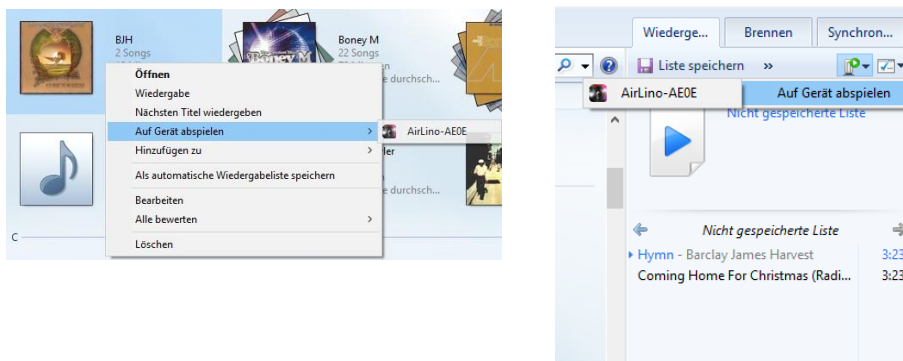 BJH
2 Songs
Boney M
22 Songs
e durchsch...
Öffnen
Wiedergabe
Nächsten Titel wiedergeben
Auf Gerät abspielen
AirLino-AE0E
Hinzufügen zu
Als automatische Wiedergabeliste speichern
e durchsch...
Bearbeiten
Alle bewerten
Löschen
C
Wiederge...
Brennen
Synchron...
Liste speichern »
AirLino-AE0E
Auf Gerät abspielen
Nicht gespeicherte Liste
Nicht gespeicherte Liste
Hymn - Barclay James Harvest 3:23
Coming Home For Christmas (Radi... 3:23